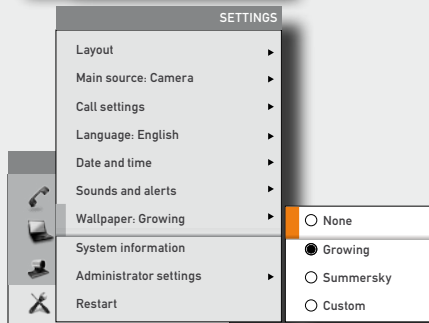 SETTINGS
Layout
Main source: Camera
Call settings
Language: English
Date and time
Sounds and alerts
Wallpaper: Growing
System information
Administrator settings
Restart
None
Growing
Summersky
Custom